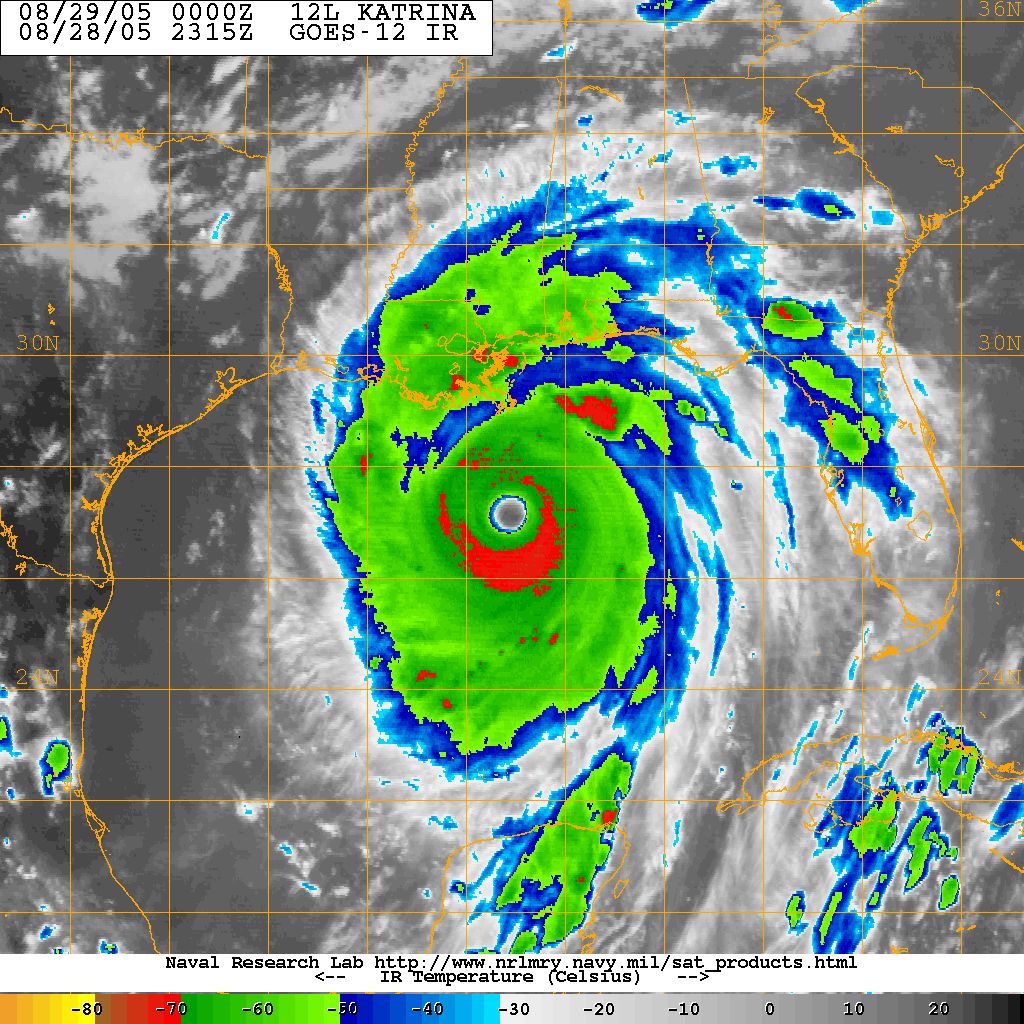 08/29/05 0000Z 12L KATRINA
08/28/05 2315Z GOES-12 IR
36N
30N 30N
24N 24N
Naval Research Lab http://www.nrlmry.navy.mil/sat_products.html
<-- IR Temperature (Celsius) -->
-80 -70 -60 -50 -40 -30 -20 -10 0 10 20